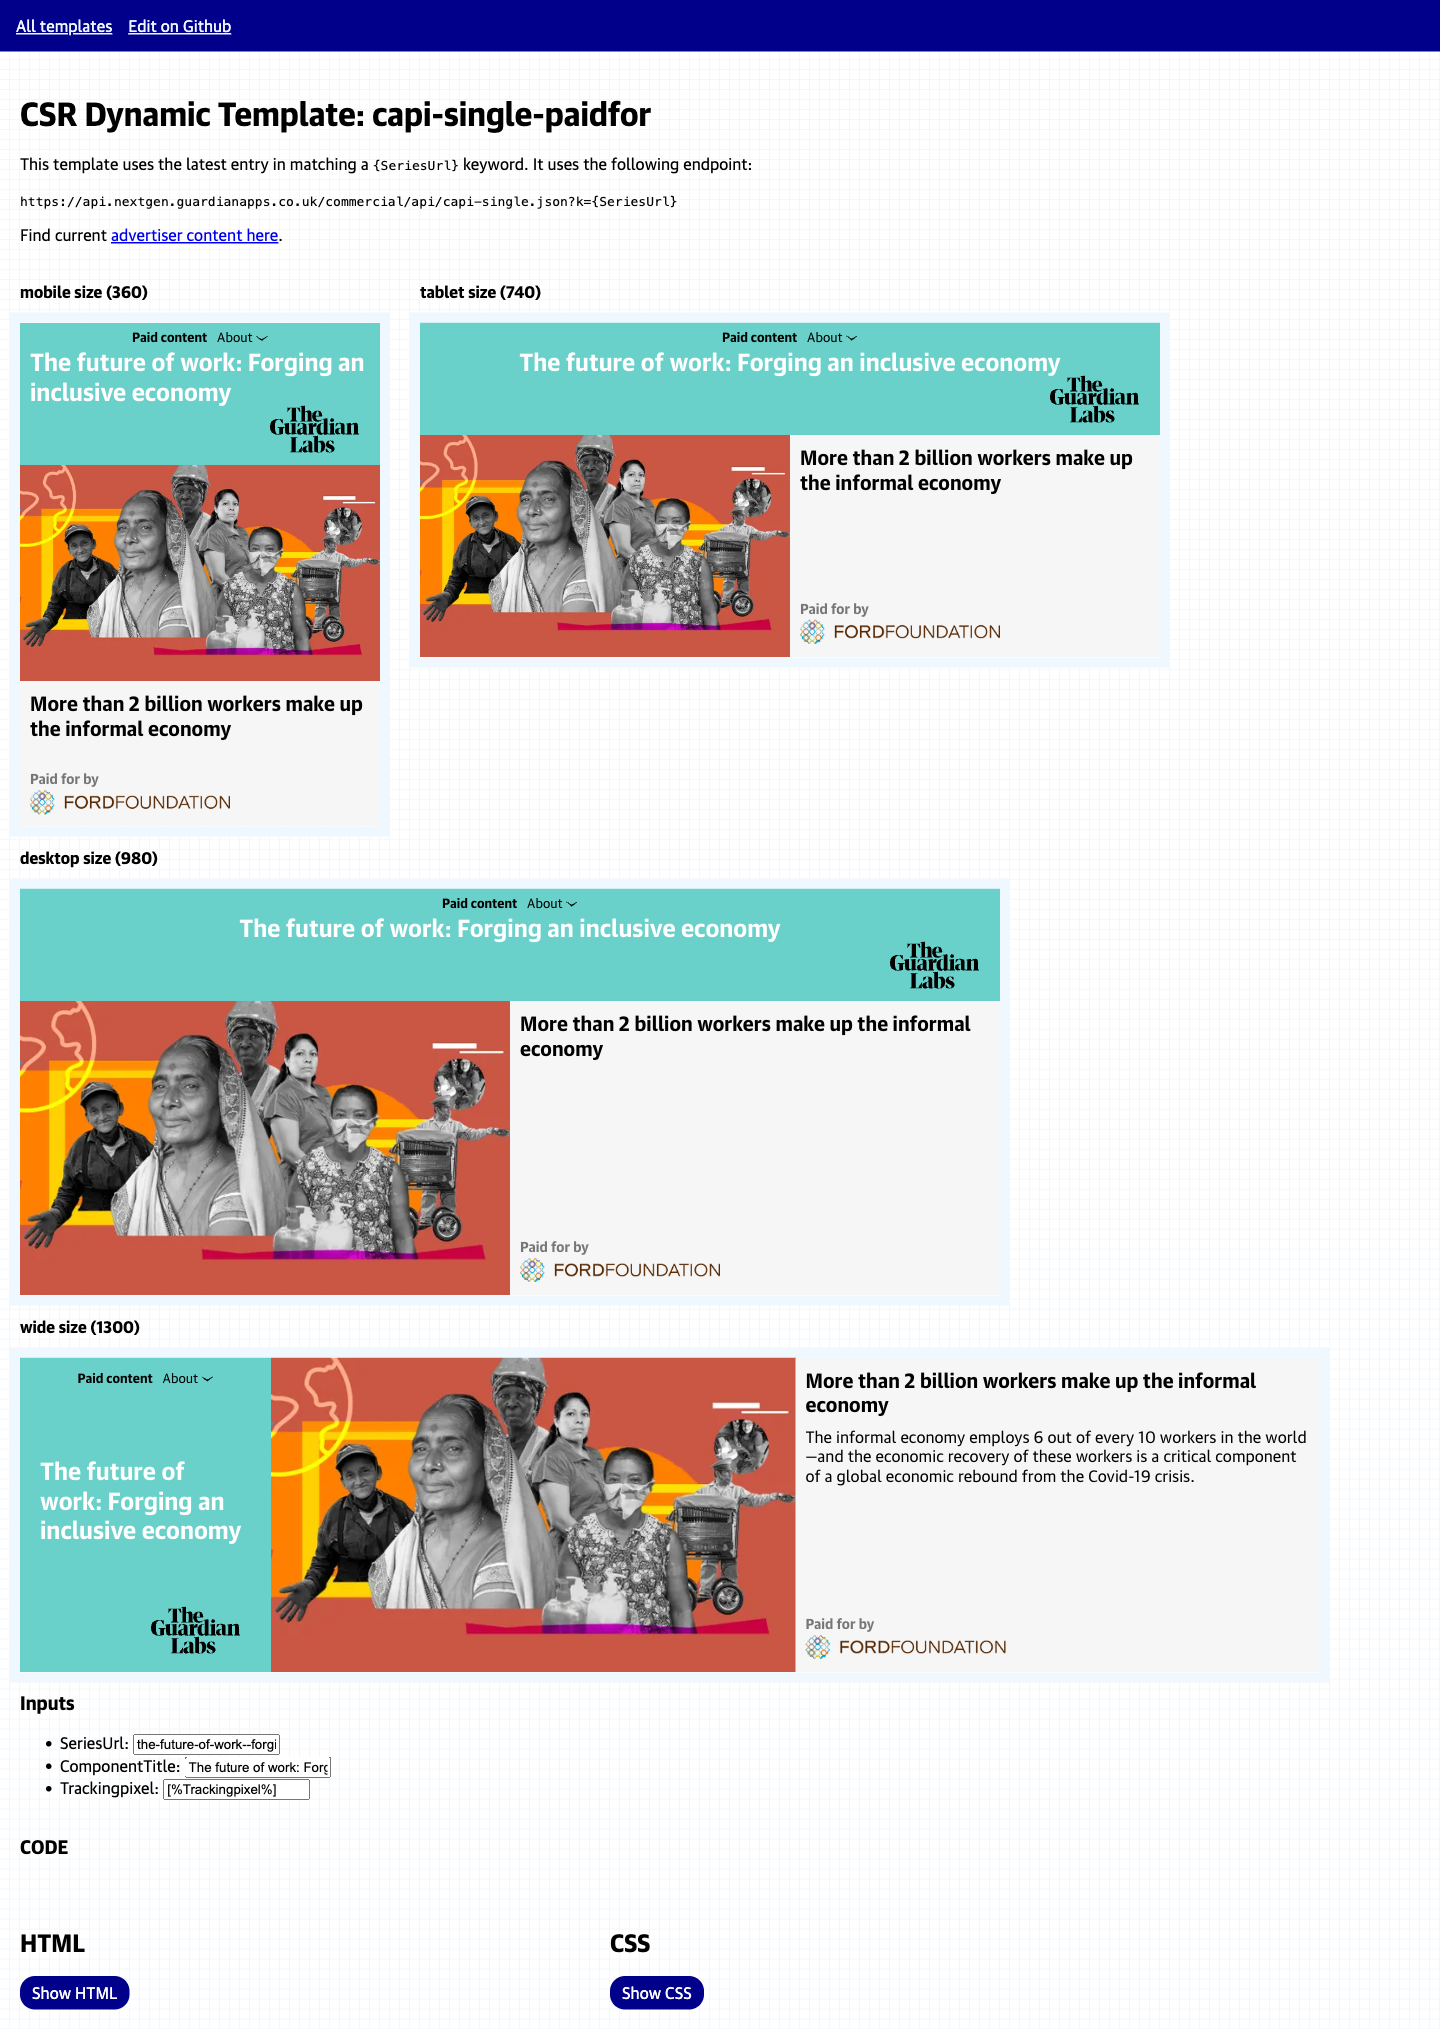 All templates Edit on Github
CSR Dynamic Template: capi-single-paidfor
This template uses the latest entry in matching a {SeriesUrl} keyword. It uses the following endpoint:
https://api.nextgen.guardianapps.co.uk/commercial/api/capi-single.json?k={SeriesUrl}
Find current advertiser content here.
mobile size (360)
Paid content About
The future of work: Forging an
inclusive economy
The
Guardian
Labs
More than 2 billion workers make up
the informal economy
Paid for by
FORDFOUNDATION
tablet size (740)
Paid content About
The future of work: Forging an inclusive economy
The
Guardian
Labs
More than 2 billion workers make up
the informal economy
Paid for by
FORDFOUNDATION
desktop size (980)
Paid content About
The future of work: Forging an inclusive economy
The
Guardian
Labs
More than 2 billion workers make up the informal
economy
Paid for by
FORDFOUNDATION
wide size (1300)
Paid content About
The future of
work: Forging an
inclusive economy
The
Guardian
Labs
More than 2 billion workers make up the informal
economy
The informal economy employs 6 out of every 10 workers in the world
—and the economic recovery of these workers is a critical component
of a global economic rebound from the Covid-19 crisis.
Paid for by
FORDFOUNDATION
Inputs
• SeriesUrl: the-future-of-work--forgi
• ComponentTitle: The future of work: Forg
• Trackingpixel: [%Trackingpixel%]
CODE
HTML
Show HTML
CSS
Show CSS